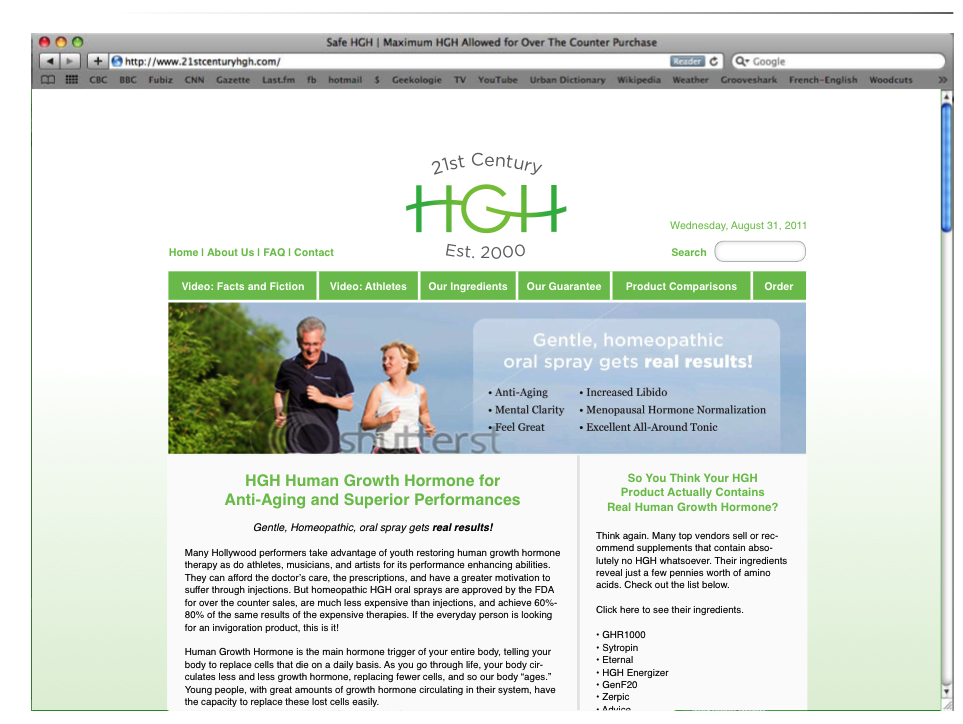 Safe HGH | Maximum HGH Allowed for Over The Counter Purchase
http://www.21stcenturyhgh.com/
Reader
Google
CBC BBC Fubiz CNN Gazette Last.fm fb hotmail $ Geekologie TV YouTube Urban Dictionary Wikipedia Weather Grooveshark French-English Woodcuts
21st Century
HGH
Est. 2000
Wednesday, August 31, 2011
Home | About Us | FAQ | Contact
Search
Video: Facts and Fiction
Video: Athletes
Our Ingredients
Our Guarantee
Product Comparisons
Order
Gentle, homeopathic
oral spray gets real results!
• Anti-Aging
• Mental Clarity
• Feel Great
• Increased Libido
• Menopausal Hormone Normalization
• Excellent All-Around Tonic
shutterst
HGH Human Growth Hormone for
Anti-Aging and Superior Performances
Gentle, Homeopathic, oral spray gets real results!
Many Hollywood performers take advantage of youth restoring human growth hormone
therapy as do athletes, musicians, and artists for its performance enhancing abilities.
They can afford the doctor's care, the prescriptions, and have a greater motivation to
suffer through injections. But homeopathic HGH oral sprays are approved by the FDA
for over the counter sales, are much less expensive than injections, and achieve 60%-
80% of the same results of the expensive therapies. If the everyday person is looking
for an invigoration product, this is it!
Human Growth Hormone is the main hormone trigger of your entire body, telling your
body to replace cells that die on a daily basis. As you go through life, your body cir-
culates less and less growth hormone, replacing fewer cells, and so our body "ages."
Young people, with great amounts of growth hormone circulating in their system, have
the capacity to replace these lost cells easily.
So You Think Your HGH
Product Actually Contains
Real Human Growth Hormone?
Think again. Many top vendors sell or rec-
ommend supplements that contain abso-
lutely no HGH whatsoever. Their ingredients
reveal just a few pennies worth of amino
acids. Check out the list below.
Click here to see their ingredients.
• GHR1000
• Sytropin
• Eternal
• HGH Energizer
• GenF20
• Zerpic